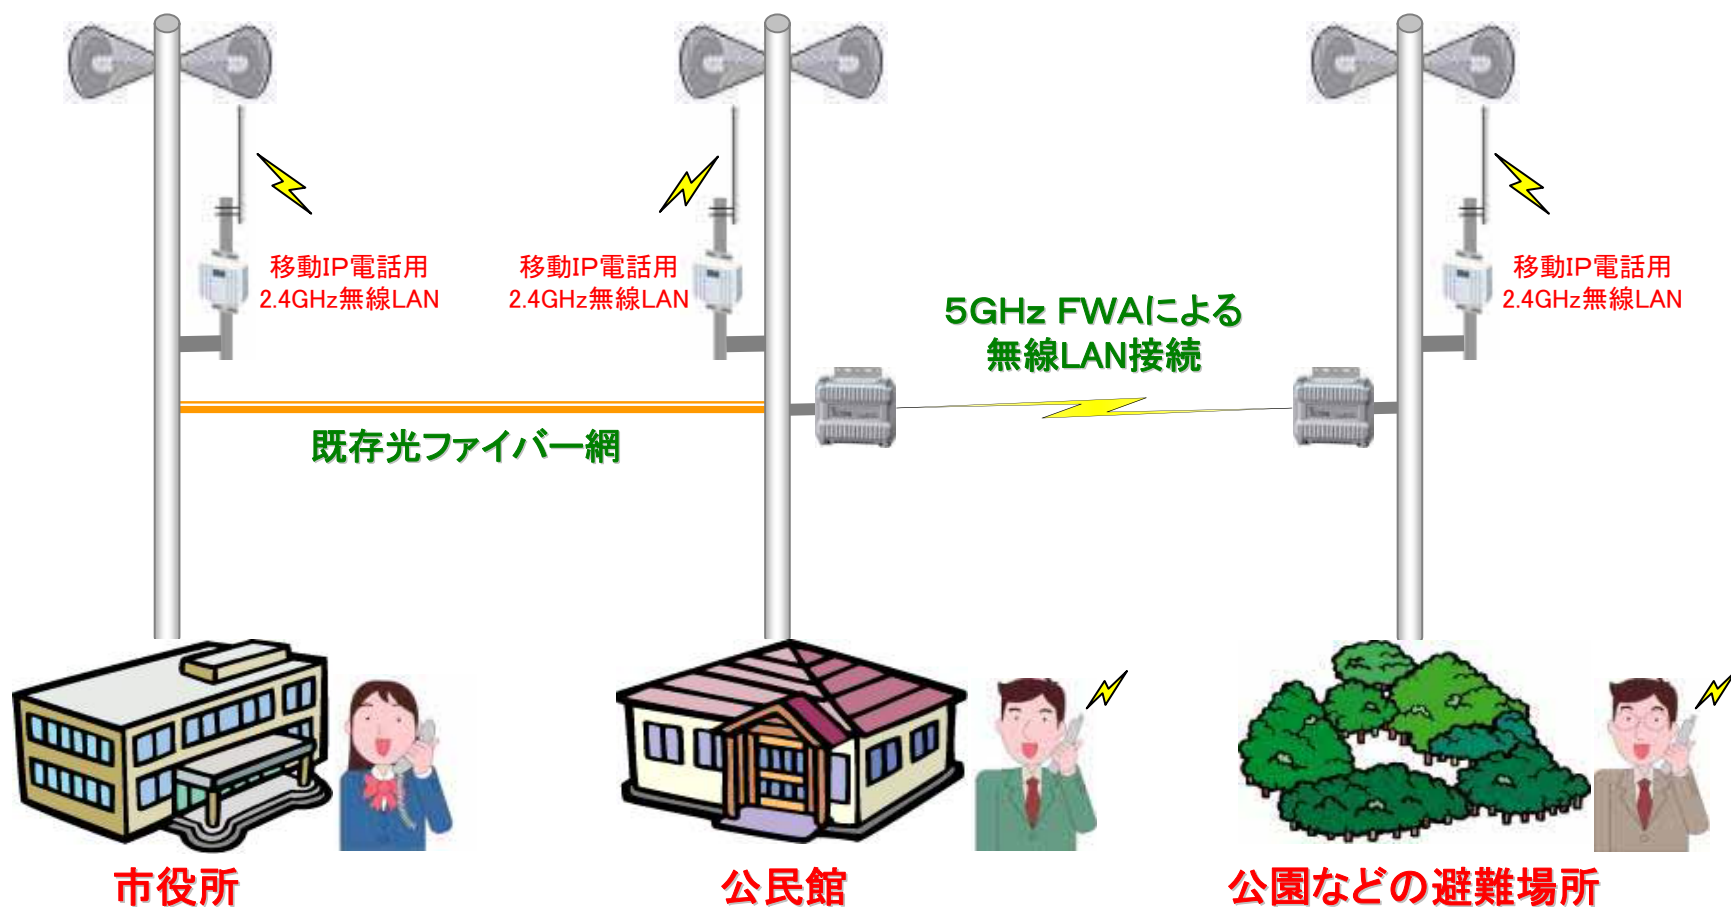 移動IP電話用
2.4GHz無線LAN
移動IP電話用
2.4GHz無線LAN
5GHz FWAによる
無線LAN接続
移動IP電話用
2.4GHz無線LAN
既存光ファイバー網
市役所
公民館
公園などの避難場所